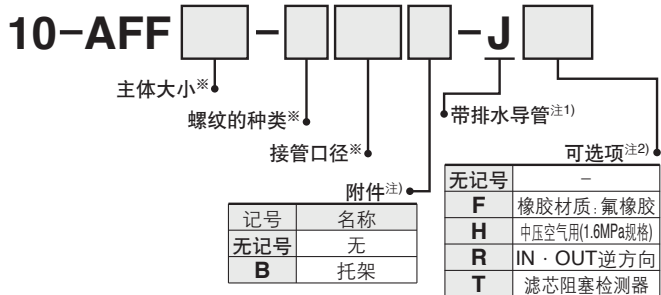 10-AFF - - J
主体大小※
螺纹的种类※
接管口径※
附件注)
记号 名称
无记号 无
B 托架
带排水导管注1)
可选项注2)
无记号 -
F 橡胶材质:氟橡胶
H 中压空气用(1.6MPa规格)
R IN · OUT逆方向
T 滤芯阻塞检测器